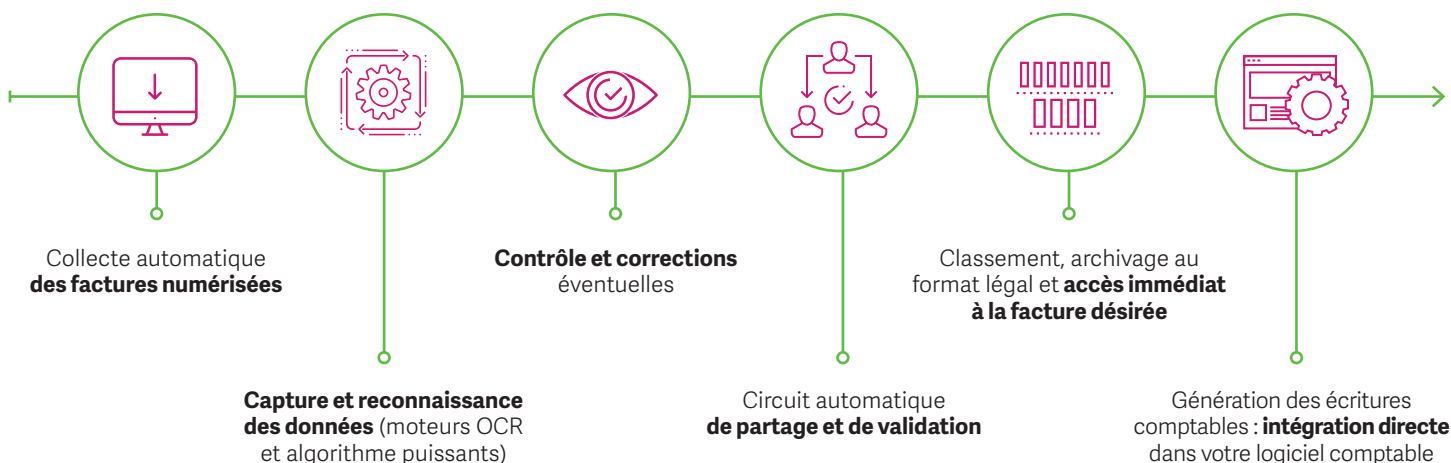 Collecte automatique
des factures numérisées
Capture et reconnaissance
des données (moteurs OCR
et algorithme puissants)
Contrôle et corrections
éventuelles
Circuit automatique
de partage et de validation
Classement, archivage au
format légal et accès immédiat
à la facture désirée
Génération des écritures
comptables : intégration directe
dans votre logiciel comptable